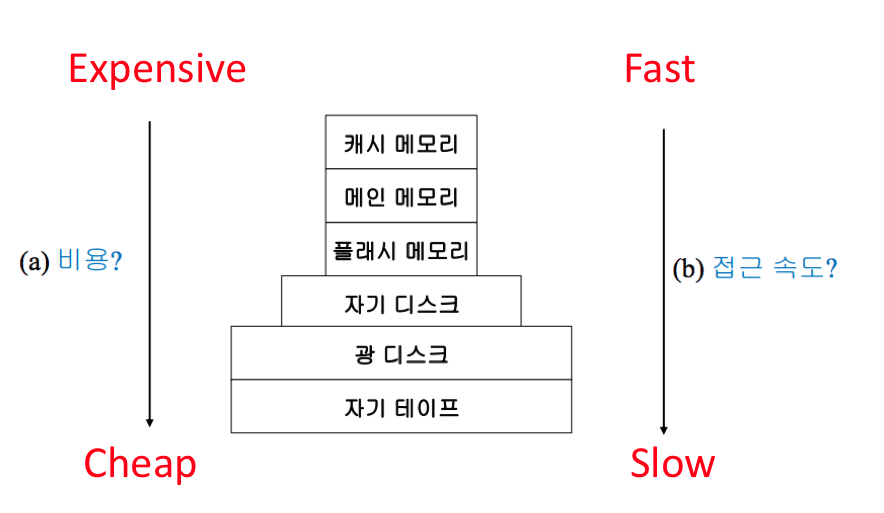 Expensive
Fast
캐시 메모리
메인 메모리
플래시 메모리
(a) 비용?
(b) 접근 속도?
자기 디스크
광 디스크
자기 테이프
Cheap
Slow